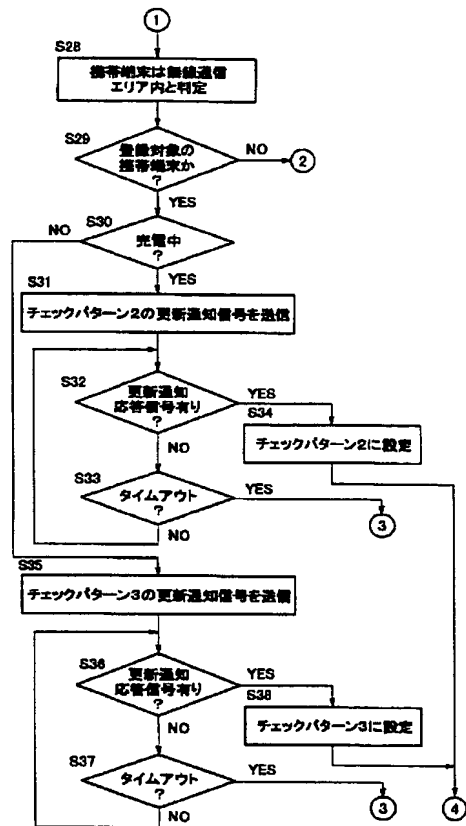 1
S28
携帯端末は無線通信
エリア内と判定
S29
登録対象の
携帯端末か
?
NO
2
YES
S30
NO
充電中
?
YES
S31
チェックパターン2の更新通知信号を送信
S32
更新通知
応答信号有り
?
YES
S34
チェックパターン2に設定
NO
S33
タイムアウト
?
YES
3
NO
S35
チェックパターン3の更新通知信号を送信
S36
更新通知
応答信号有り
?
YES
S38
チェックパターン3に設定
NO
S37
タイムアウト
?
YES
3
4
NO